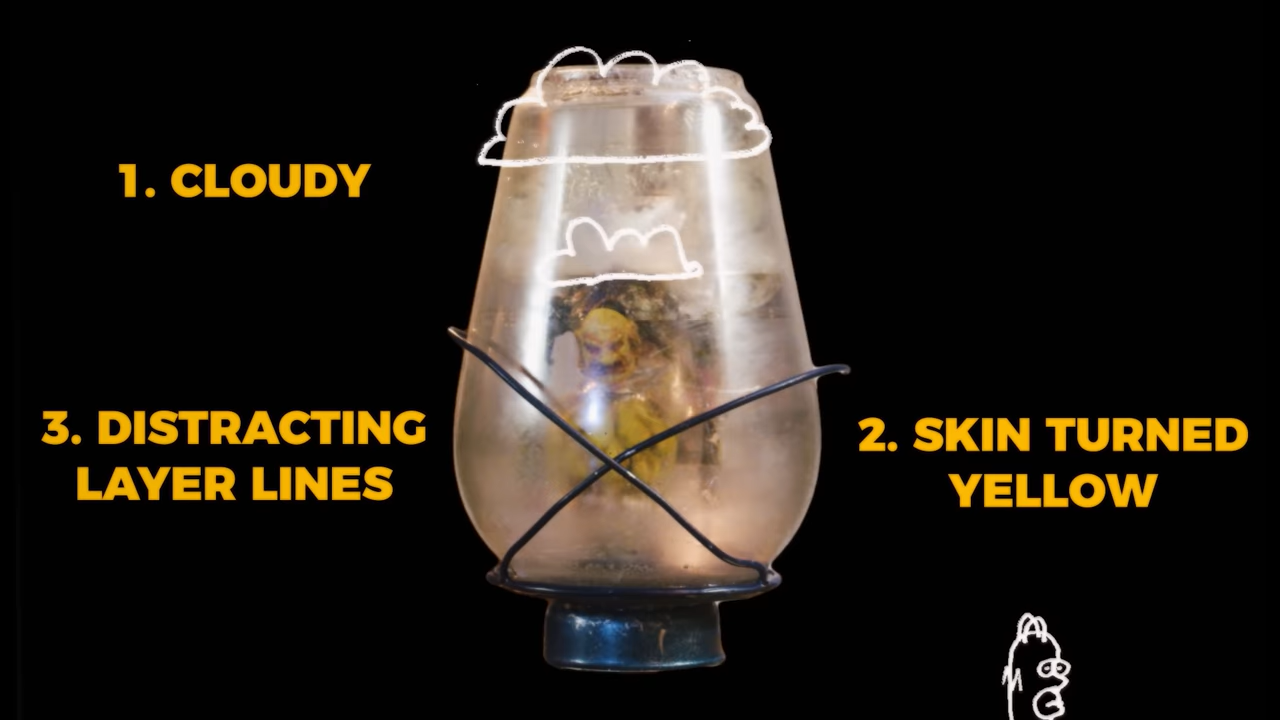 1. CLOUDY
3. DISTRACTING
LAYER LINES
2. SKIN TURNED
YELLOW